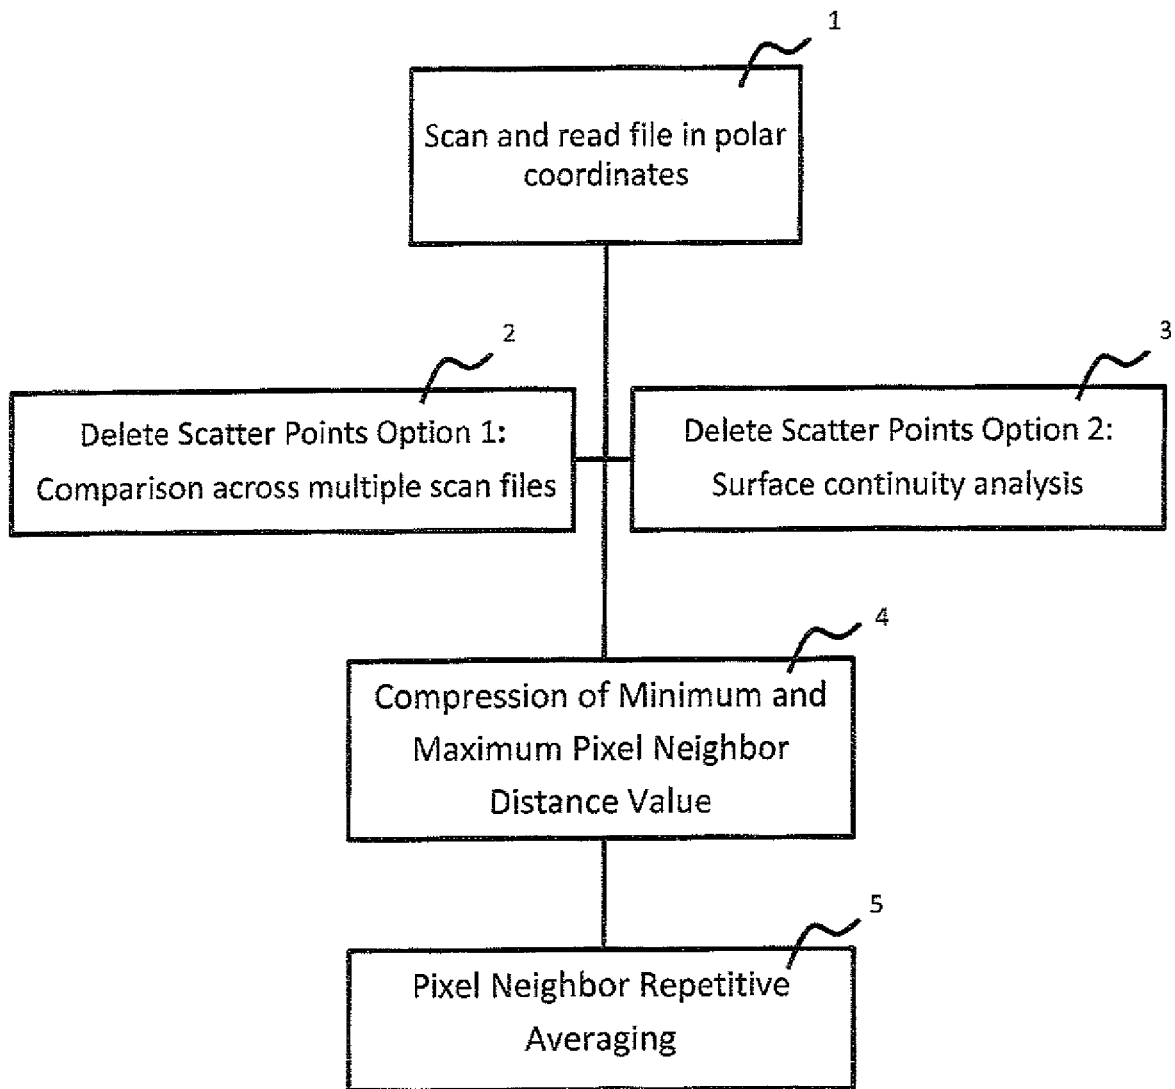 1
Scan and read file in polar
coordinates
2
Delete Scatter Points Option 1:
Comparison across multiple scan files
3
Delete Scatter Points Option 2:
Surface continuity analysis
4
Compression of Minimum and
Maximum Pixel Neighbor
Distance Value
5
Pixel Neighbor Repetitive
Averaging